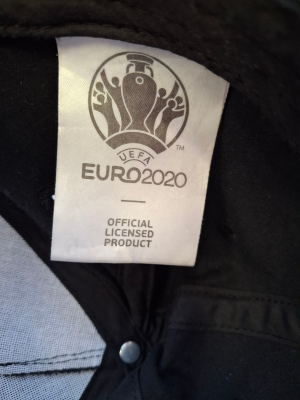 TM
UEFA
EURO2020
OFFICIAL
LICENSED
PRODUCT